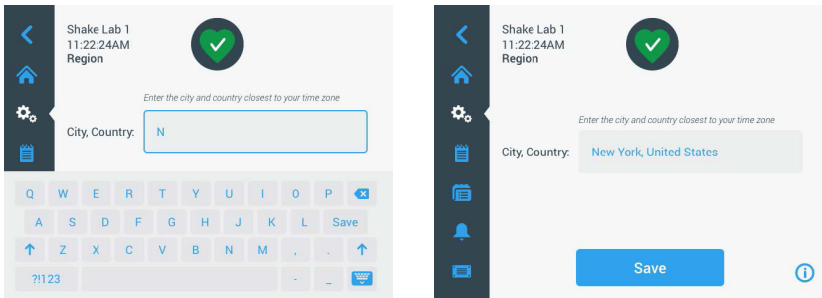 Shake Lab 1
11:22:24AM
Region
Enter the city and country closest to your time zone
City, Country: N
Q W E R T Y U I O P
A S D F G H J K L Save
Z X C V B N M , .
?!123 - _
Shake Lab 1
11:22:24AM
Region
Enter the city and country closest to your time zone
City, Country: New York, United States
Save